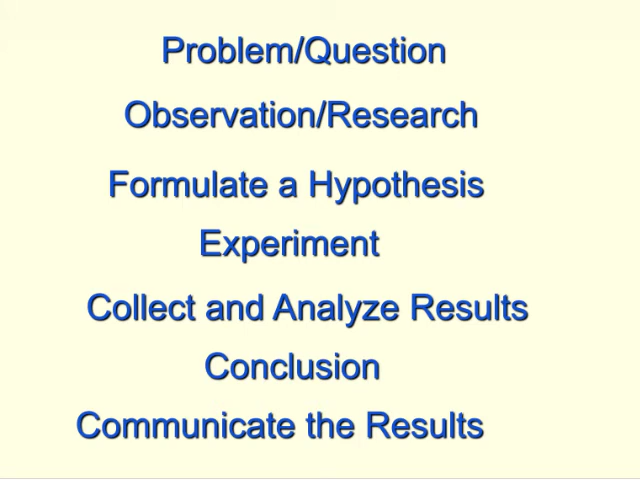 Problem/Question
Observation/Research
Formulate a Hypothesis
Experiment
Collect and Analyze Results
Conclusion
Communicate the Results